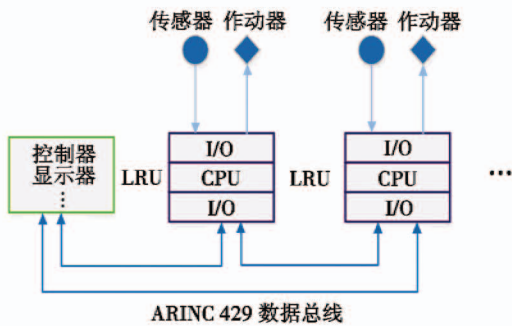 传感器 作动器 传感器 作动器
控制器
显示器
⋮
LRU
I/O
CPU
I/O
LRU
I/O
CPU
I/O
…
ARINC 429 数据总线